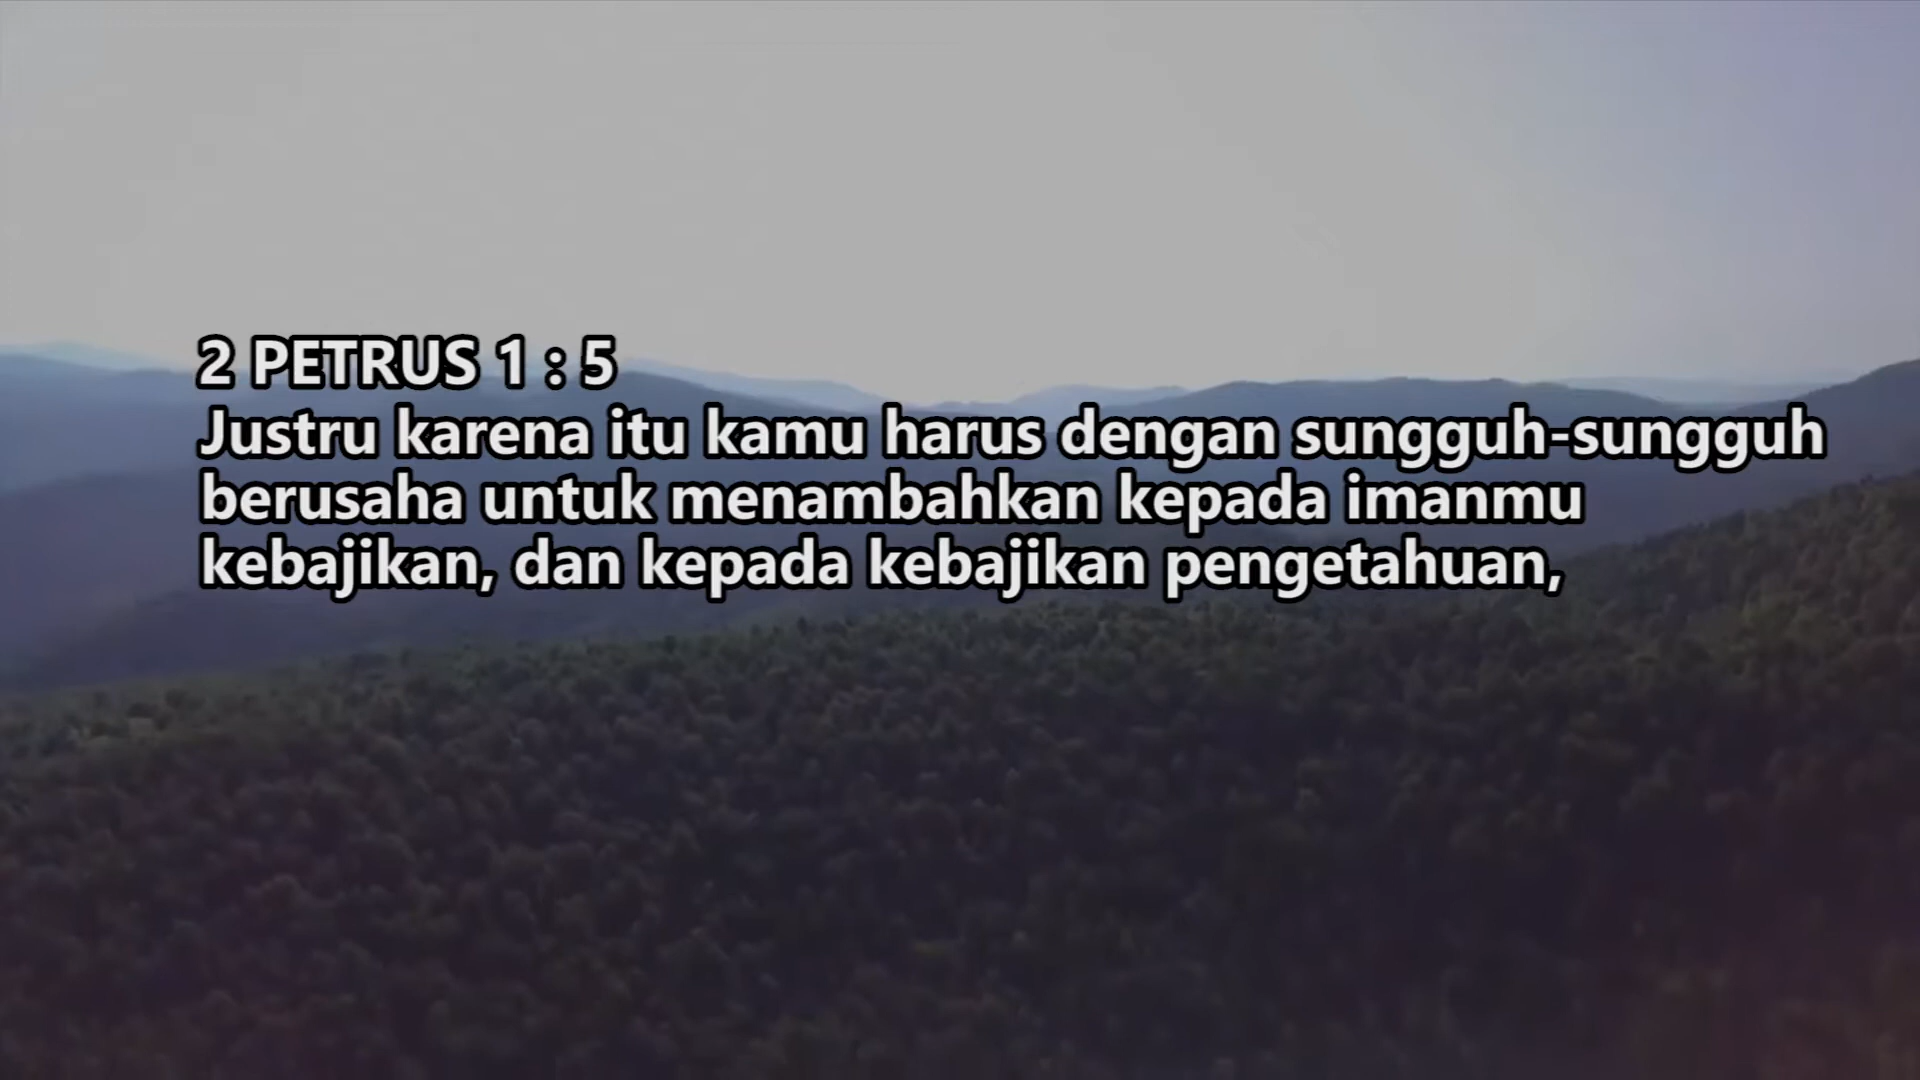 2 PETRUS 1 : 5
Justru karena itu kamu harus dengan sungguh-sungguh
berusaha untuk menambahkan kepada imanmu
kebajikan, dan kepada kebajikan pengetahuan,